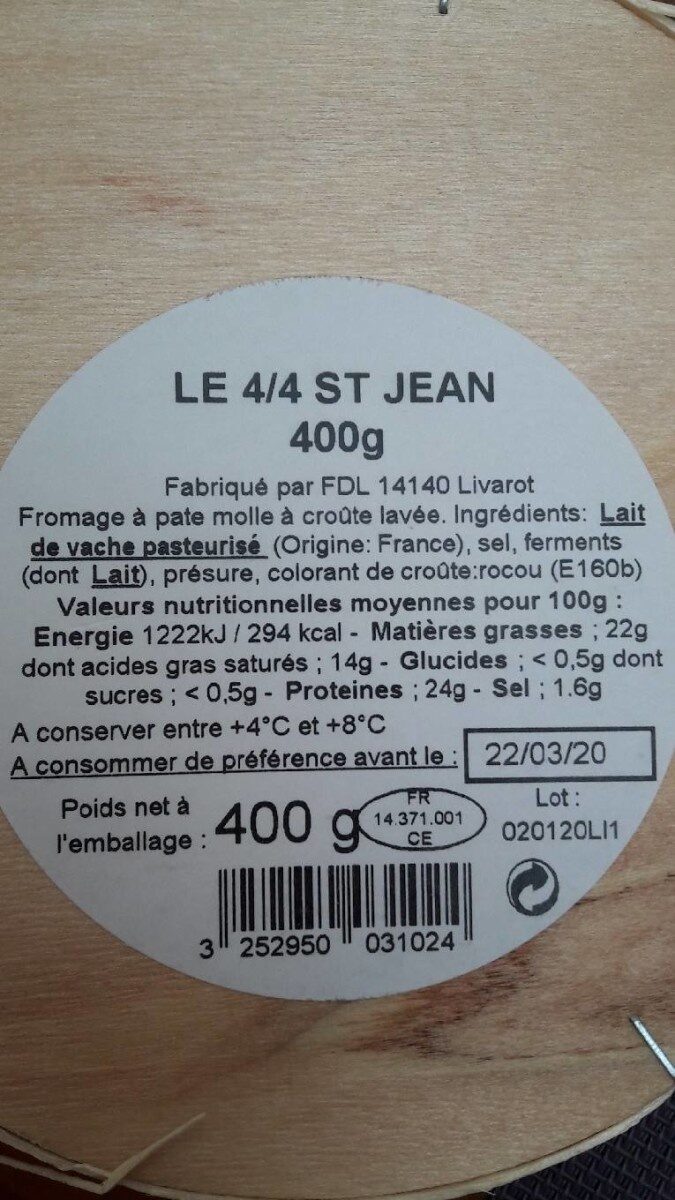 LE 4/4 ST JEAN
400g
Fabriqué par FDL 14140 Livarot
Fromage à pate molle à croûte lavée. Ingrédients: Lait
de vache pasteurisé (Origine: France), sel, ferments
(dont Lait), présure, colorant de croûte:rocou (E160b)
Valeurs nutritionnelles moyennes pour 100g :
Energie 1222kJ / 294 kcal - Matières grasses ; 22g
dont acides gras saturés ; 14g - Glucides ; < 0,5g dont
sucres ; < 0,5g - Proteines ; 24g - Sel ; 1.6g
A conserver entre +4°C et +8°C
A consommer de préférence avant le : 22/03/20
Poids net à
l'emballage : 400 g
FR
14.371.001
CE
Lot :
020120LI1
3 252950 031024